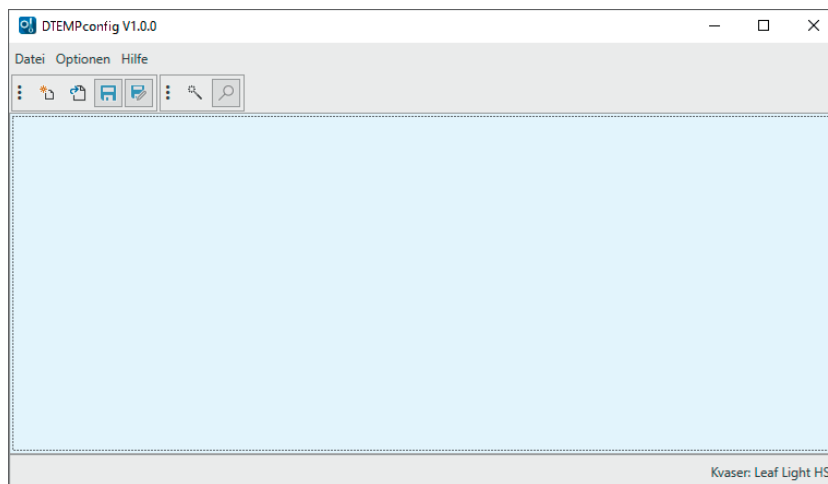 DTEMPconfig V1.0.0
Datei Optionen Hilfe
Kvaser: Leaf Light HS